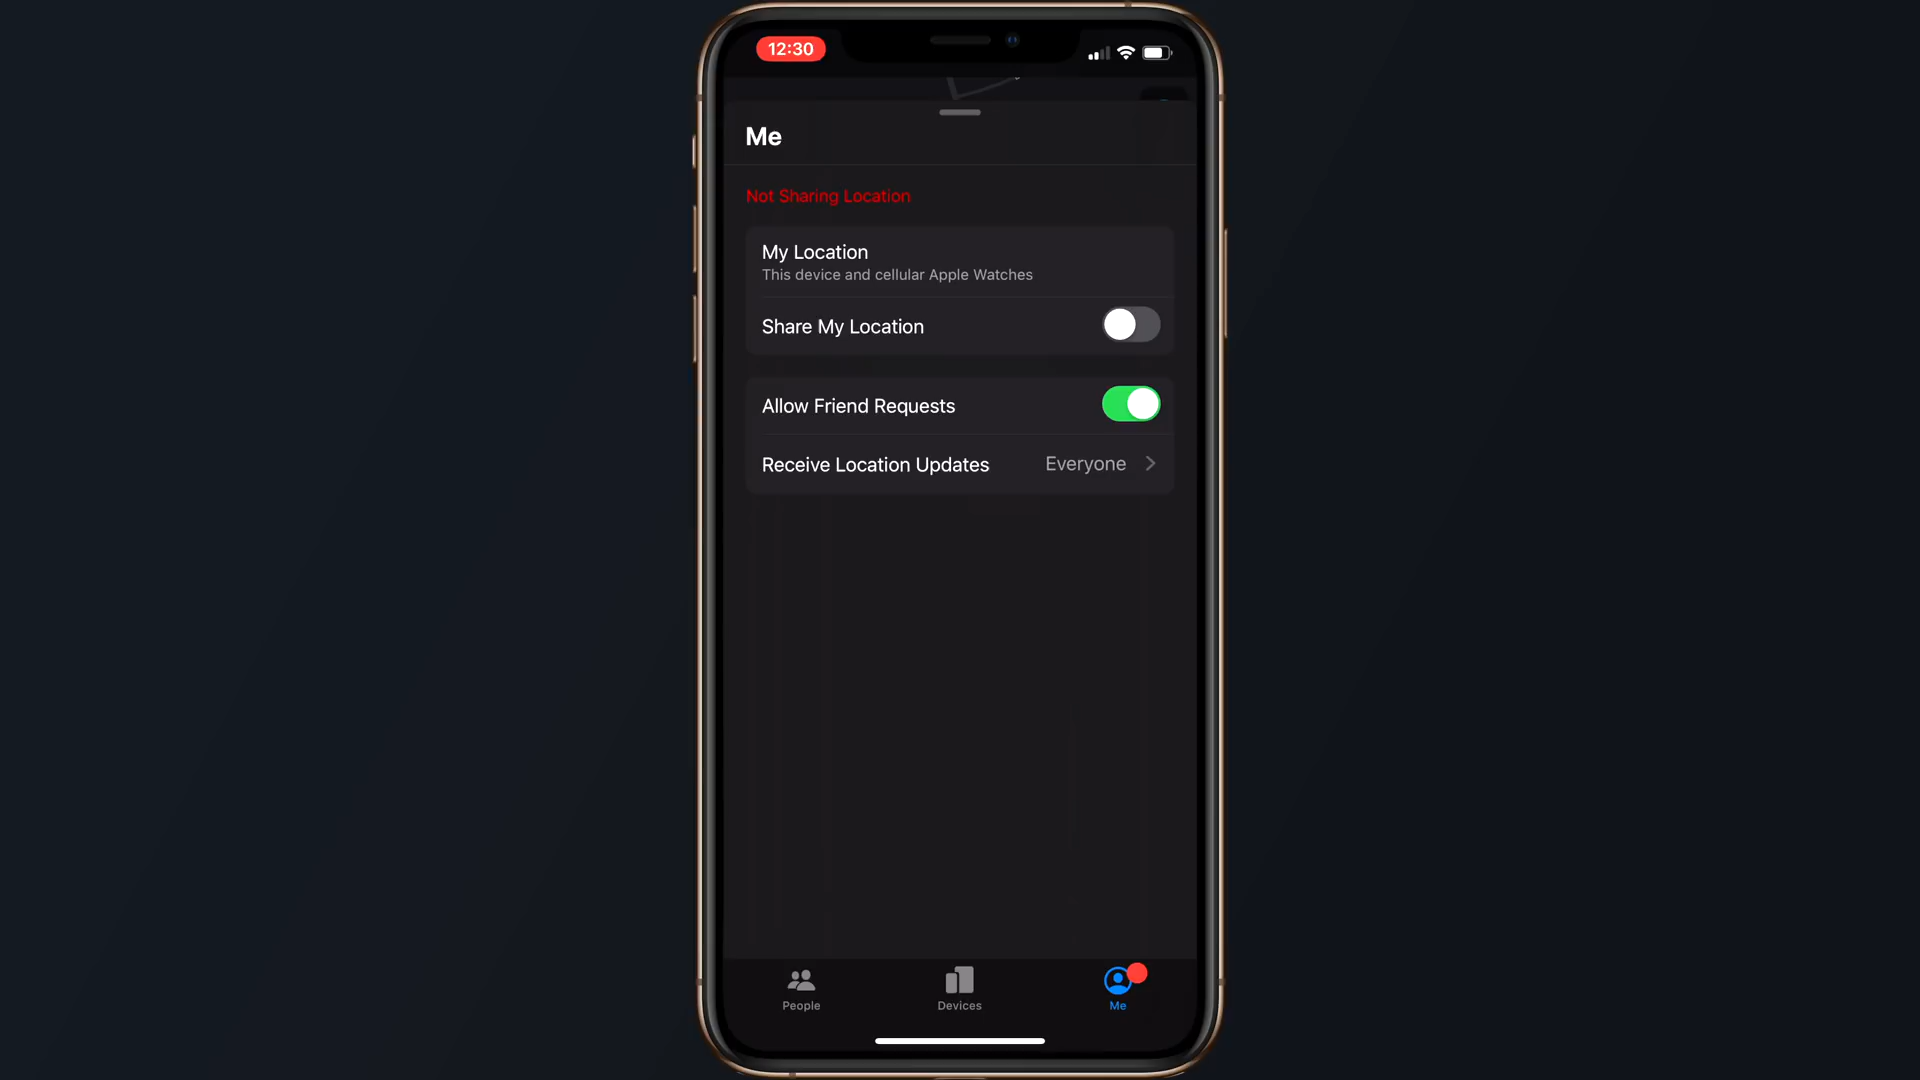 12:30
Me
Not Sharing Location
My Location
This device and cellular Apple Watches
Share My Location
Allow Friend Requests
Receive Location Updates Everyone
People Devices Me